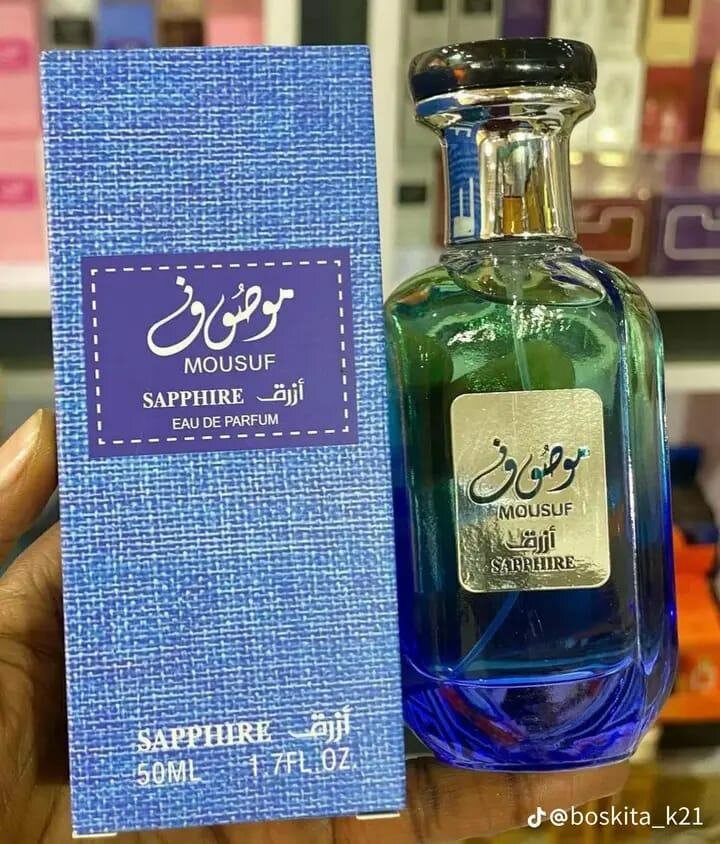 موصوف
MOUSUF
SAPPHIRE أزرق
EAU DE PARFUM
SAPPHIRE أزرق
50ML 1.7FL.OZ.
موصوف
MOUSUF
أزرق
SAPPHIRE
@boskita_k21